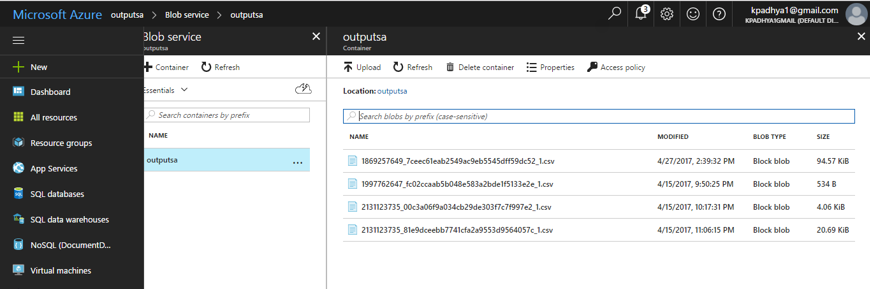 Microsoft Azure outputsa > Blob service > outputsa
3
kpadhya1@gmail.com
KPADHYA1GMAIL (DEFAULT DI...
New
Dashboard
All resources
Resource groups
App Services
SQL databases
SQL data warehouses
NoSQL (DocumentD...
Virtual machines
Blob service
outputsa
Container Refresh
Essentials
Search containers by prefix
NAME
outputsa ...
outputsa
Container
Upload Refresh Delete container Properties Access policy
Location: outputsa
Search blobs by prefix (case-sensitive)
NAME MODIFIED BLOB TYPE SIZE
1869257649_7ceec61eab2549ac9eb5545dff59dc52_1.csv 4/27/2017, 2:39:32 PM Block blob 94.57 KiB
1997762647_fc02ccaab5b048e583a2bde1f5133e2e_1.csv 4/15/2017, 9:50:25 PM Block blob 534 B
2131123735_00c3a06f9a034cb29de303f7c7f997e2_1.csv 4/15/2017, 10:17:31 PM Block blob 4.06 KiB
2131123735_81e9dceebb7741cfa2a9553d9564057c_1.csv 4/15/2017, 11:06:15 PM Block blob 20.69 KiB